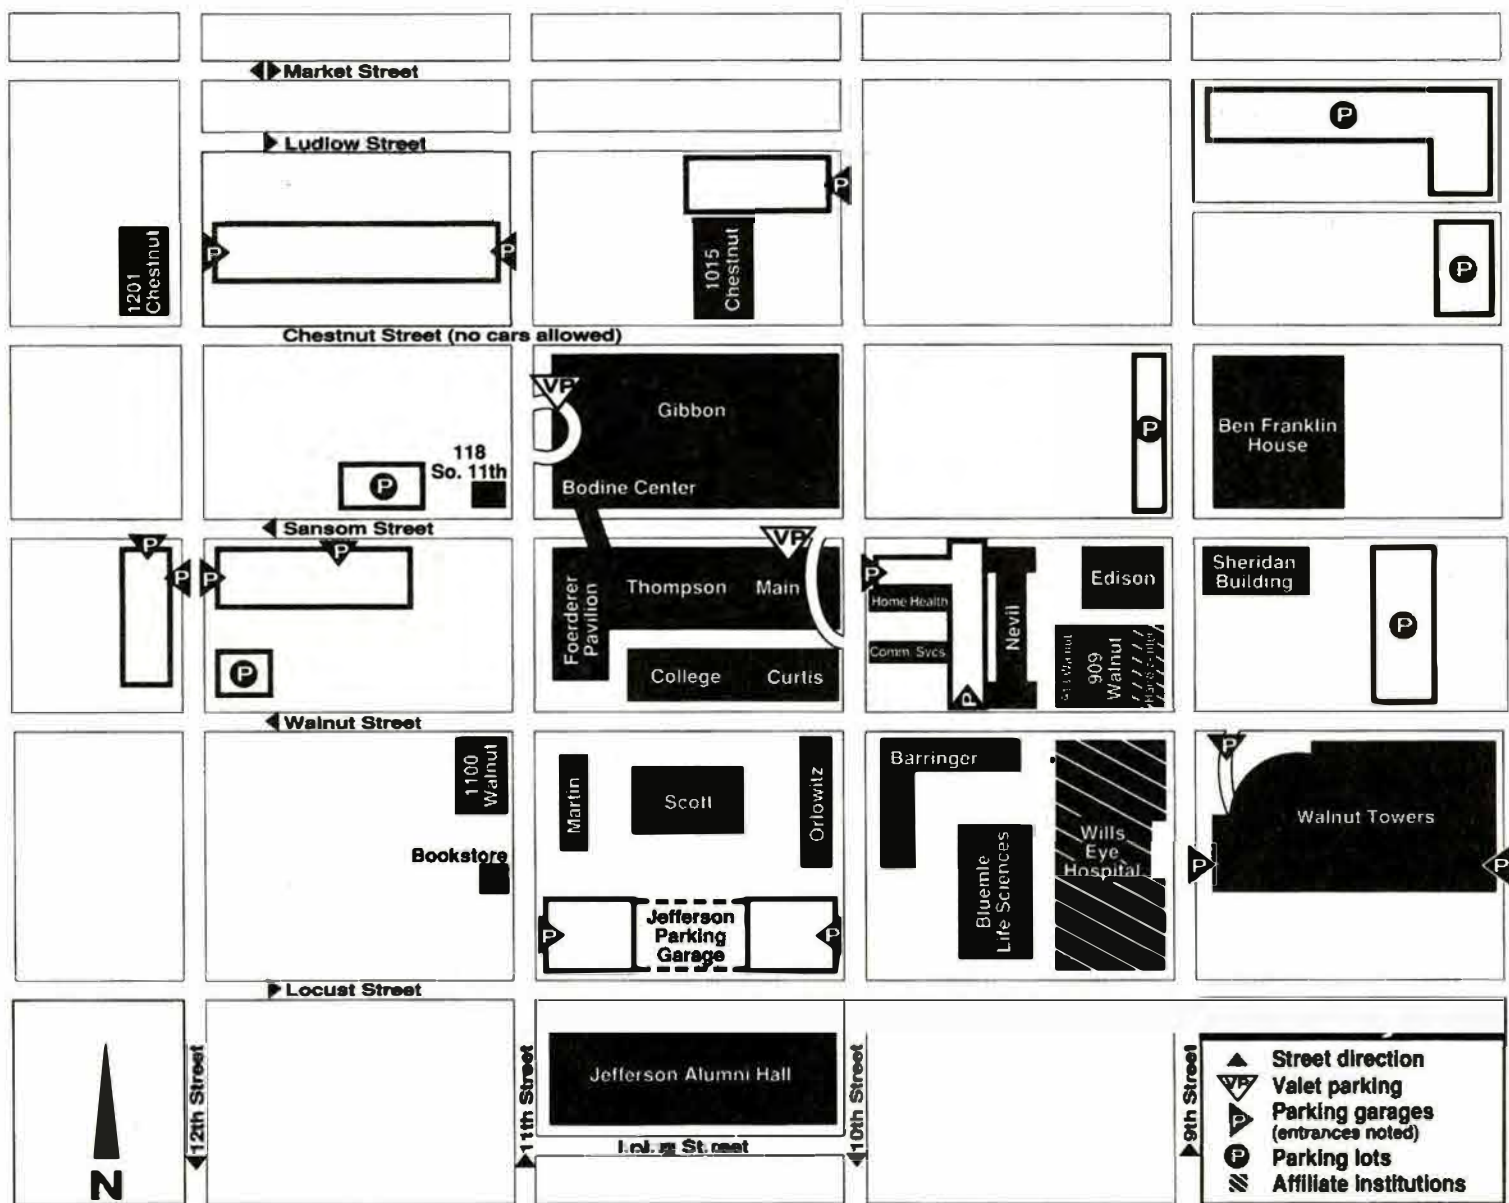 Market Street
Ludlow Street
P
P
1201
Chestnut
P
P
1015
Chestnut
P
P
Chestnut Street (no cars allowed)
VP
Gibbon
118
So. 11th
P
Bodine Center
P
Ben Franklin
House
Sansom Street
P
P
P
P
VP
Foerderer
Pavilion
Thompson
Main
P
Home Health
Comm. Svcs.
Nevil
Edison
909
Walnut
Sheridan
Building
P
P
College
Curtis
P
Walnut Street
1100
Walnut
Martin
Scott
Orlowitz
Barringer
P
Walnut Towers
Bookstore
Bluemle
Life Sciences
Wills
Eye
Hospital
P
P
P
Jefferson
Parking
Garage
P
Locust Street
12th Street
11th Street
Jefferson Alumni Hall
10th Street
9th Street
Street
N
Street direction
VP
Valet parking
P
Parking garages
(entrances noted)
P
Parking lots
Affiliate institutions